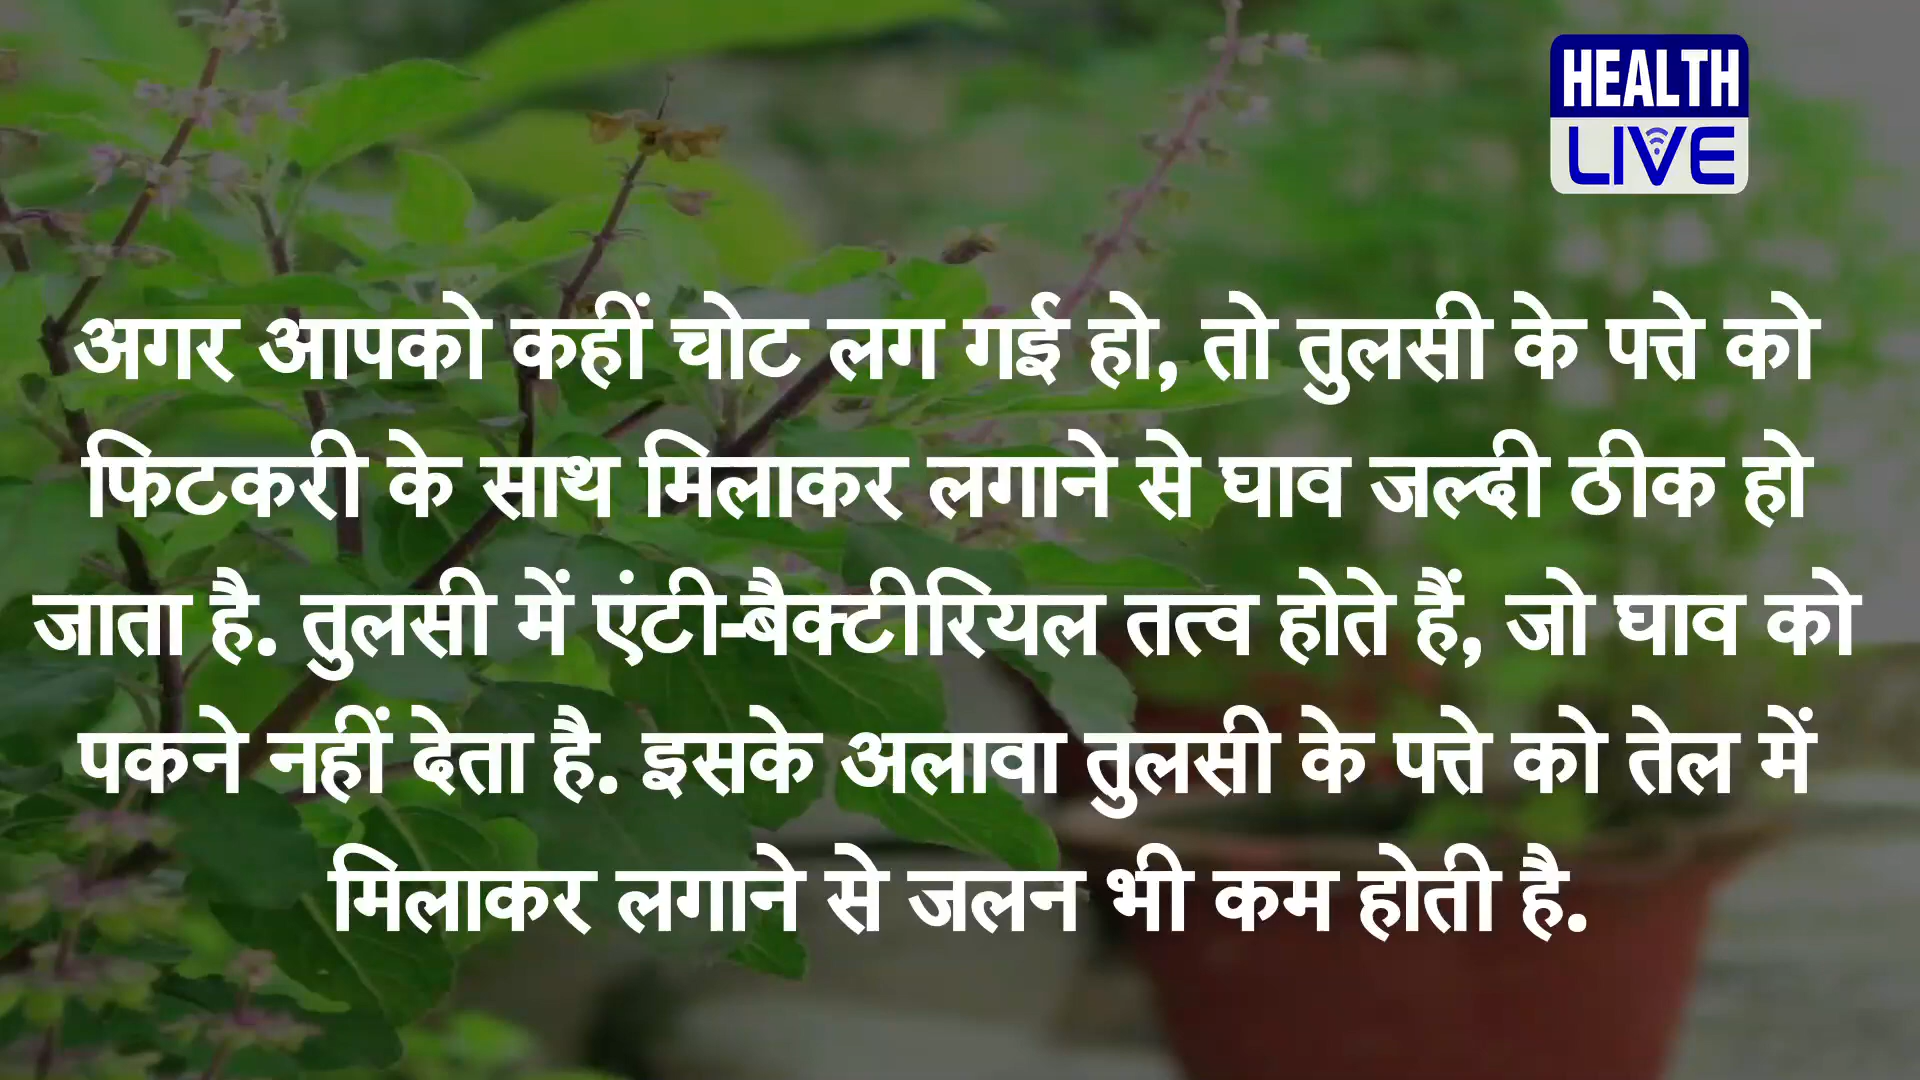 HEALTH
LIVE
अगर आपको कहीं चोट लग गई हो, तो तुलसी के पत्ते को
फिटकरी के साथ मिलाकर लगाने से घाव जल्दी ठीक हो
जाता है. तुलसी में एंटी-बैक्टीरियल तत्व होते हैं, जो घाव को
पकने नहीं देता है. इसके अलावा तुलसी के पत्ते को तेल में
मिलाकर लगाने से जलन भी कम होती है.